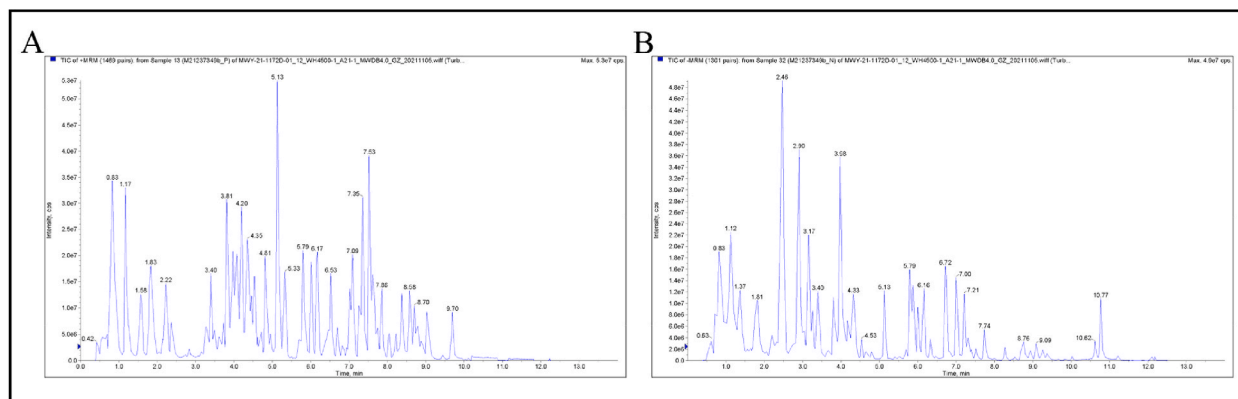 A
TIC of +MRM (1469 pairs): from Sample 13 (M21237349b_P) of MWY-21-1172D-01_12_WH4500-1_A21-1_MWDB4.0_GZ_20211105.wiff (Turb...
Max. 5.3e7 cps.
5.3e7
5.0e7
4.5e7
4.0e7
3.5e7
3.0e7
2.5e7
2.0e7
1.5e7
1.0e7
5.0e6
0.0
Intensity, cps
0.42
0.83
1.17
1.58
1.83
2.22
3.40
3.81
4.20
4.35
4.81
5.13
5.33
5.79
6.17
6.53
7.09
7.35
7.53
7.86
8.58
8.70
9.70
0.0 1.0 2.0 3.0 4.0 5.0 6.0 7.0 8.0 9.0 10.0 11.0 12.0 13.0
Time, min
B
TIC of -MRM (1301 pairs): from Sample 32 (M21237349b_N) of MWY-21-1172D-01_12_WH4500-1_A21-1_MWDB4.0_GZ_20211105.wiff (Turb...
Max. 4.9e7 cps.
4.8e7
4.6e7
4.4e7
4.2e7
4.0e7
3.8e7
3.6e7
3.4e7
3.2e7
3.0e7
2.8e7
2.6e7
2.4e7
2.2e7
2.0e7
1.8e7
1.6e7
1.4e7
1.2e7
1.0e7
8.0e6
6.0e6
4.0e6
2.0e6
0.0
Intensity, cps
0.63
0.83
1.12
1.37
1.81
2.46
2.90
3.17
3.40
3.98
4.33
4.53
5.13
5.79
6.16
6.72
7.00
7.21
7.74
8.76
9.09
10.62
10.77
1.0 2.0 3.0 4.0 5.0 6.0 7.0 8.0 9.0 10.0 11.0 12.0 13.0
Time, min